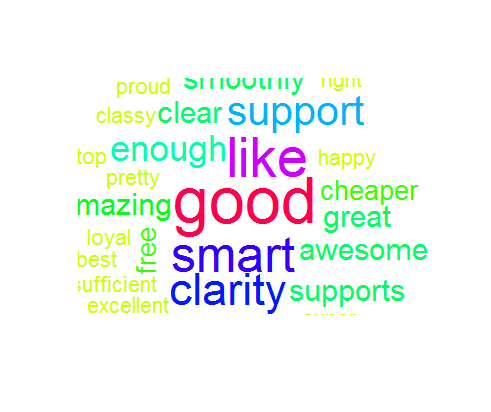 proud smoothly right
classy clear support
top enough like happy
pretty
mazing good cheaper
great
loyal free
best smart awesome
sufficient clarity supports
excellent